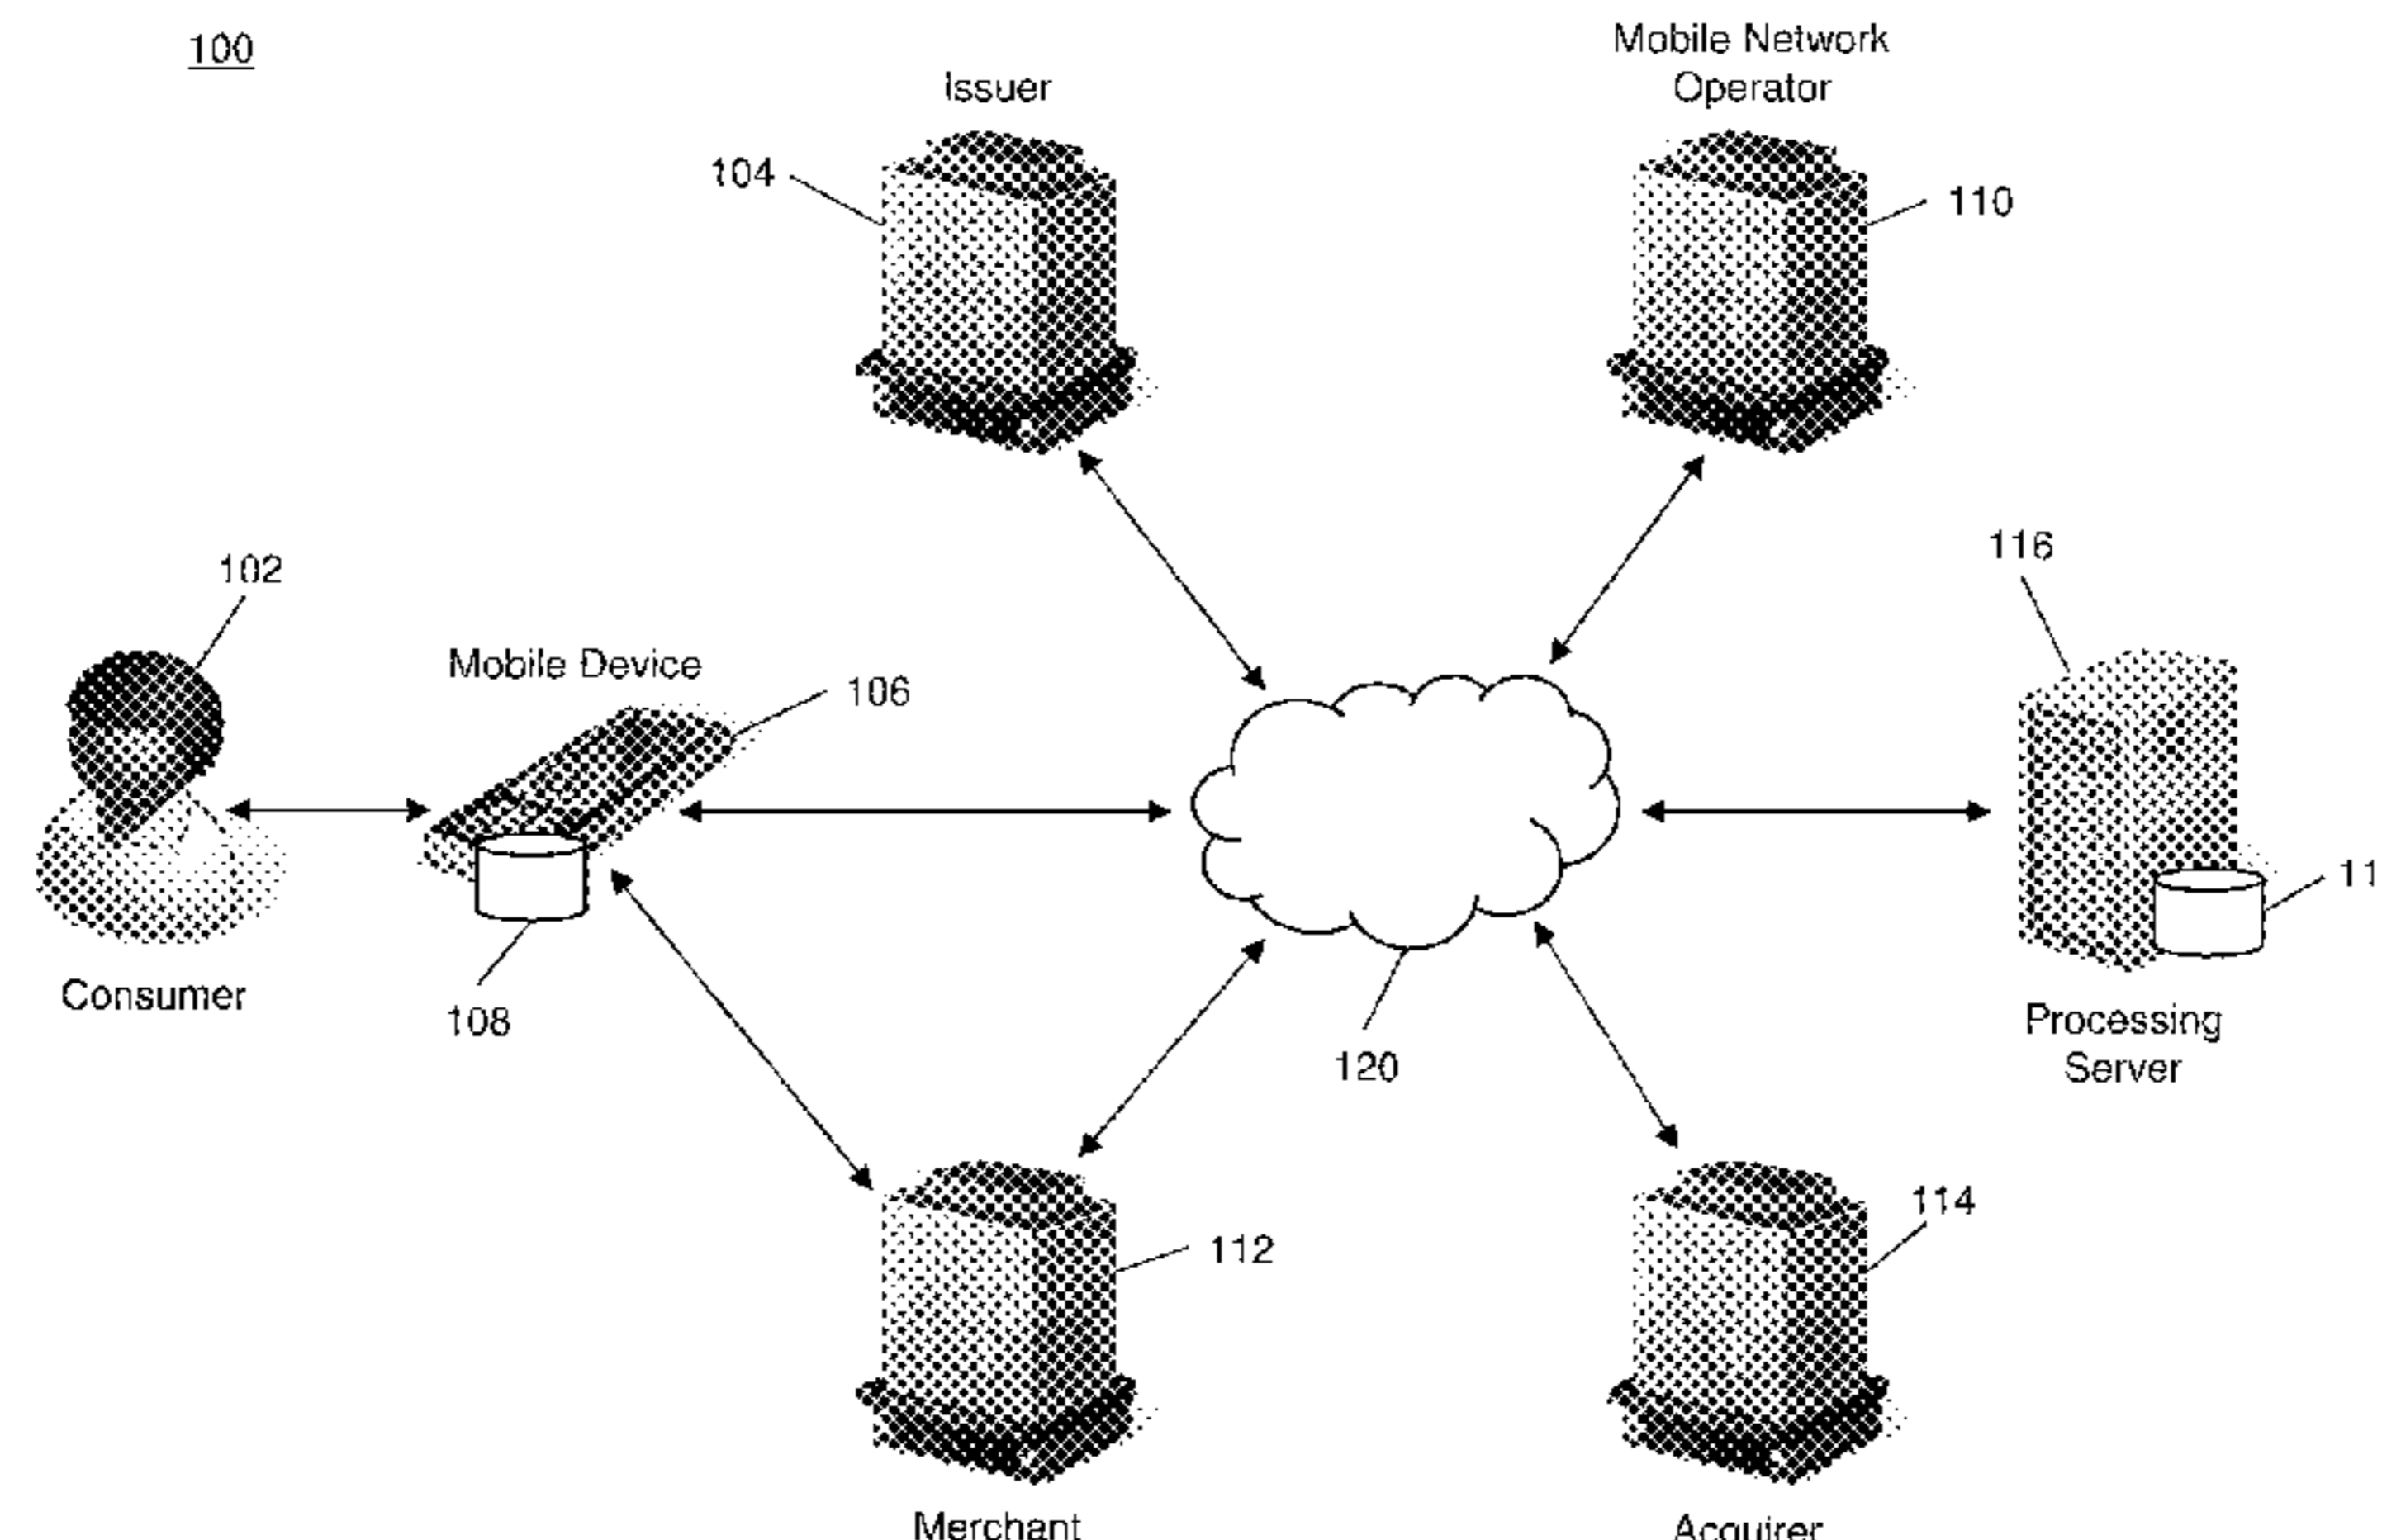 100
Issuer
Mobile Network
Operator
104
110
102
116
Mobile Device
106
11
Consumer
108
120
Processing
Server
112
114
Merchant
Acquirer